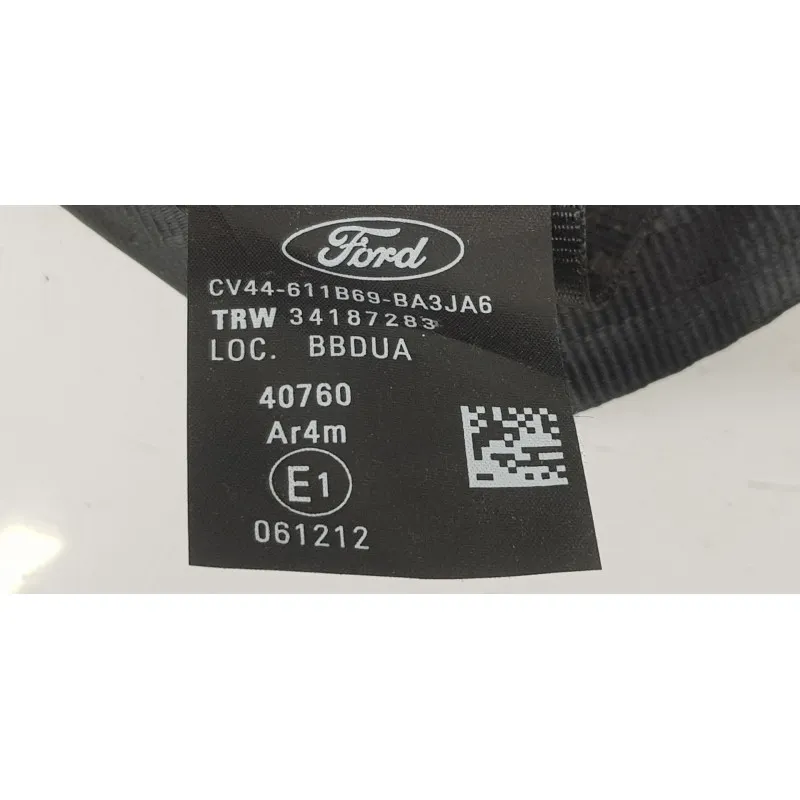 Ford
CV44-611B69-BA3JA6
TRW 34187283
LOC. BBDUA
40760
Ar4m
E1
061212